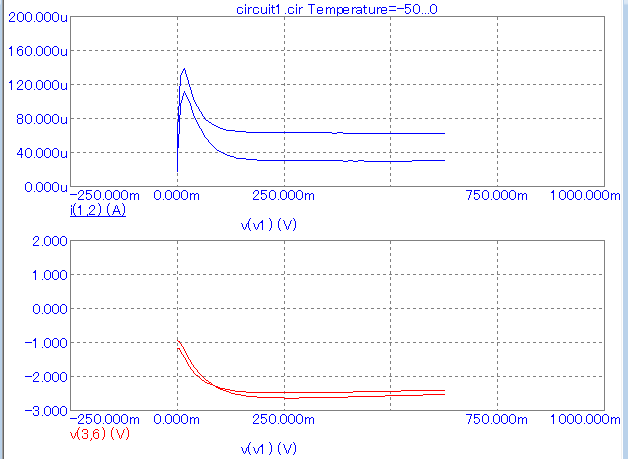 circuit1.cir Temperature=-50...0
200.000u
160.000u
120.000u
80.000u
40.000u
0.000u
-250.000m 0.000m 250.000m 750.000m 1000.000m
i(1,2) (A)
v(v1) (V)
2.000
1.000
0.000
-1.000
-2.000
-3.000
-250.000m 0.000m 250.000m 750.000m 1000.000m
v(3,6) (V)
v(v1) (V)